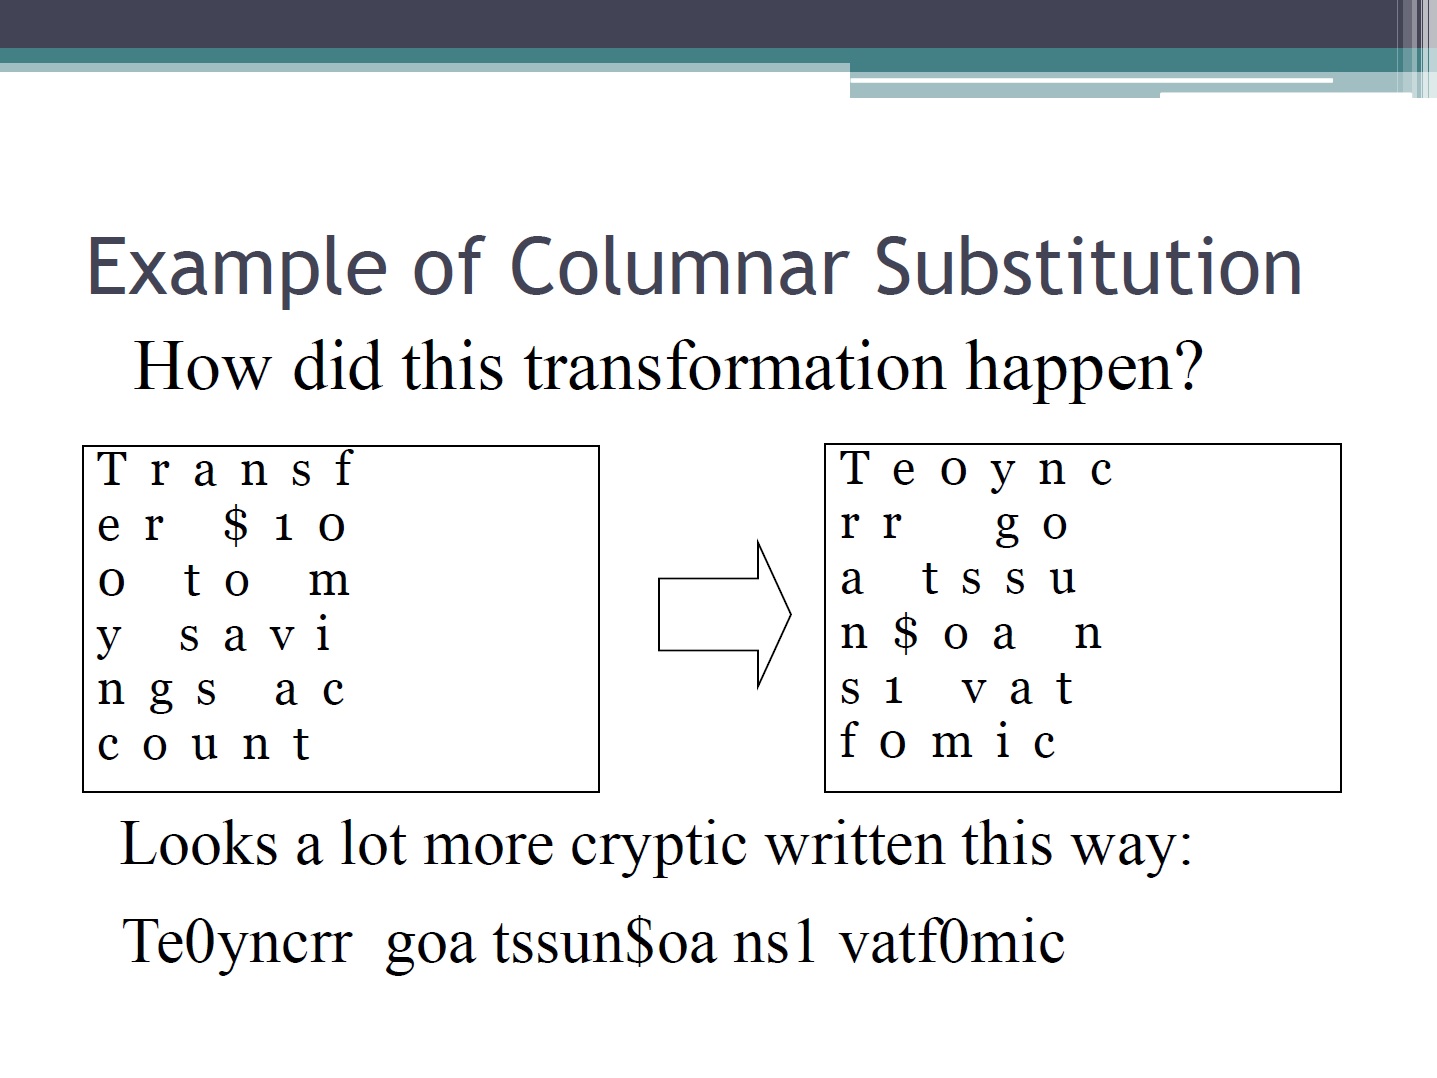 Example of Columnar Substitution
How did this transformation happen?
T r a n s f
e r   $ 1 0
0   t o   m
y   s a v i
n g s   a c
c o u n t
T e 0 y n c
r r     g o
a   t s s u
n $ o a   n
s 1   v a t
f 0 m i c
Looks a lot more cryptic written this way:
Te0yncrr  goa tssun$oa ns1 vatf0mic